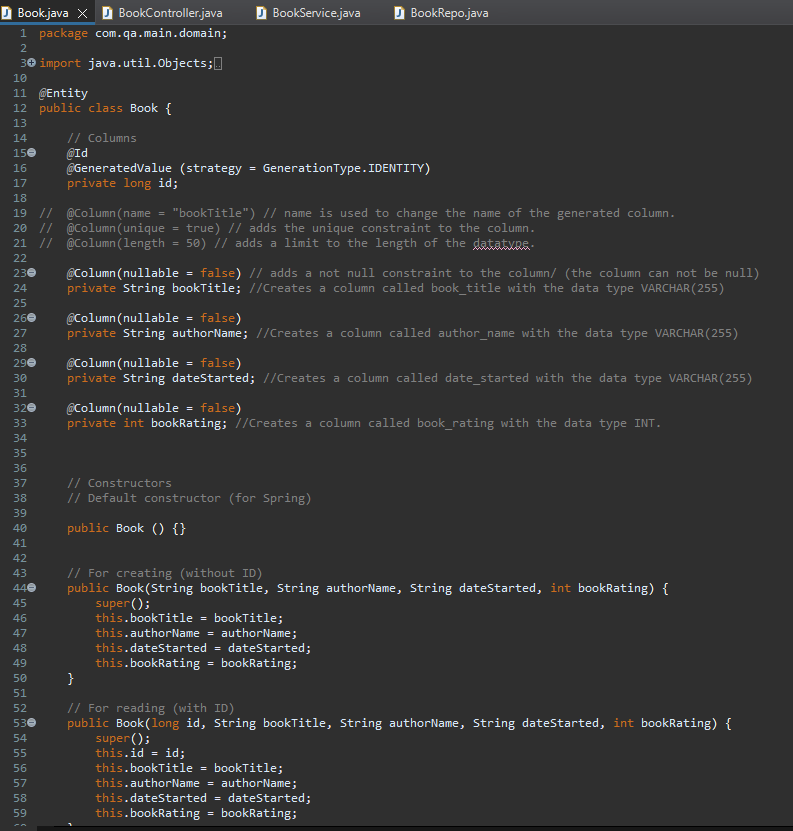 Book.java BookController.java BookService.java BookRepo.java
1 package com.qa.main.domain;
2
3 import java.util.Objects;
10
11 @Entity
12 public class Book {
13
14     // Columns
15     @Id
16     @GeneratedValue (strategy = GenerationType.IDENTITY)
17     private long id;
18
19 //  @Column(name = "bookTitle") // name is used to change the name of the generated column.
20 //  @Column(unique = true) // adds the unique constraint to the column.
21 //  @Column(length = 50) // adds a limit to the length of the datatype.
22
23     @Column(nullable = false) // adds a not null constraint to the column/ (the column can not be null)
24     private String bookTitle; //Creates a column called book_title with the data type VARCHAR(255)
25
26     @Column(nullable = false)
27     private String authorName; //Creates a column called author_name with the data type VARCHAR(255)
28
29     @Column(nullable = false)
30     private String dateStarted; //Creates a column called date_started with the data type VARCHAR(255)
31
32     @Column(nullable = false)
33     private int bookRating; //Creates a column called book_rating with the data type INT.
34
35
36
37     // Constructors
38     // Default constructor (for Spring)
39
40     public Book () {}
41
42
43     // For creating (without ID)
44     public Book(String bookTitle, String authorName, String dateStarted, int bookRating) {
45         super();
46         this.bookTitle = bookTitle;
47         this.authorName = authorName;
48         this.dateStarted = dateStarted;
49         this.bookRating = bookRating;
50     }
51
52     // For reading (with ID)
53     public Book(long id, String bookTitle, String authorName, String dateStarted, int bookRating) {
54         super();
55         this.id = id;
56         this.bookTitle = bookTitle;
57         this.authorName = authorName;
58         this.dateStarted = dateStarted;
59         this.bookRating = bookRating;